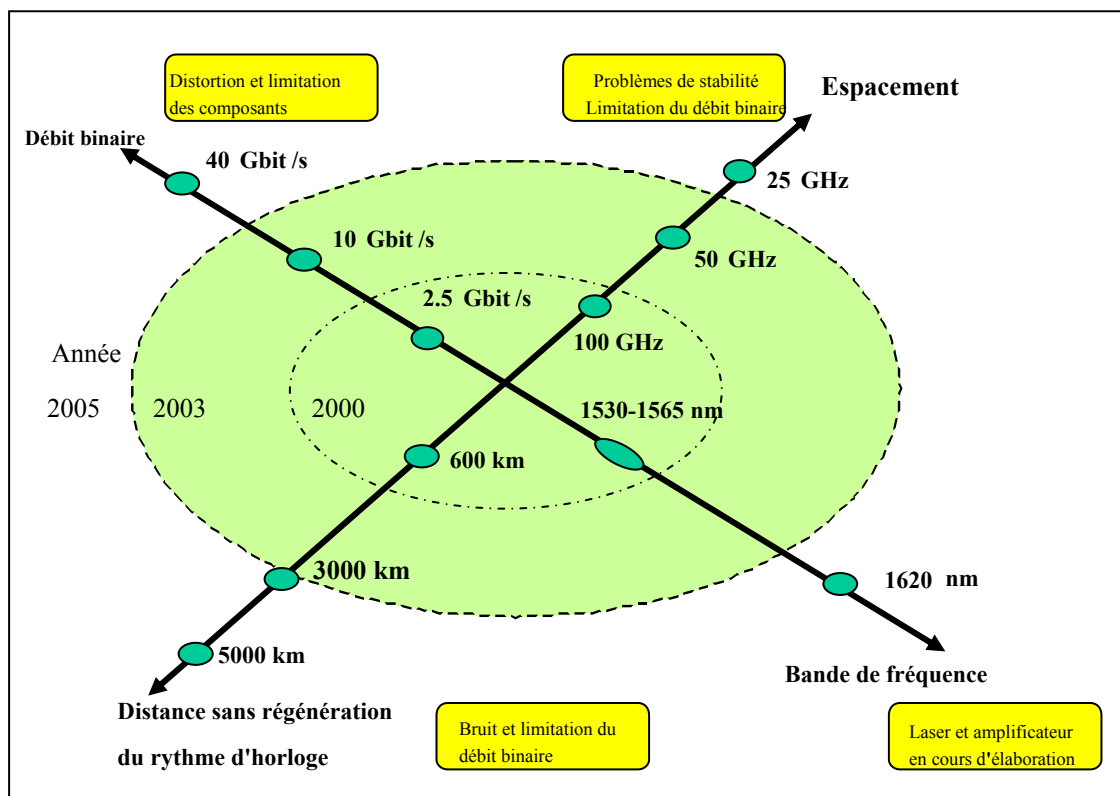 Distortion et limitation
des composants
Problèmes de stabilité
Limitation du débit binaire
Espacement
Débit binaire
40 Gbit /s
25 GHz
10 Gbit /s
50 GHz
2.5 Gbit /s
100 GHz
Année
2005
2003
2000
1530-1565 nm
600 km
3000 km
1620 nm
5000 km
Bande de fréquence
Distance sans régénération
du rythme d'horloge
Bruit et limitation du
débit binaire
Laser et amplificateur
en cours d'élaboration